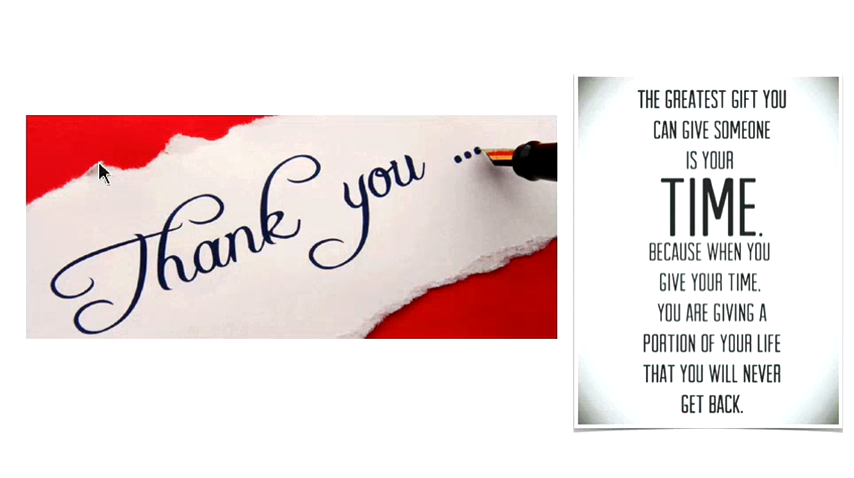 Thank you ...
THE GREATEST GIFT YOU
CAN GIVE SOMEONE
IS YOUR
TIME.
BECAUSE WHEN YOU
GIVE YOUR TIME,
YOU ARE GIVING A
PORTION OF YOUR LIFE
THAT YOU WILL NEVER
GET BACK.